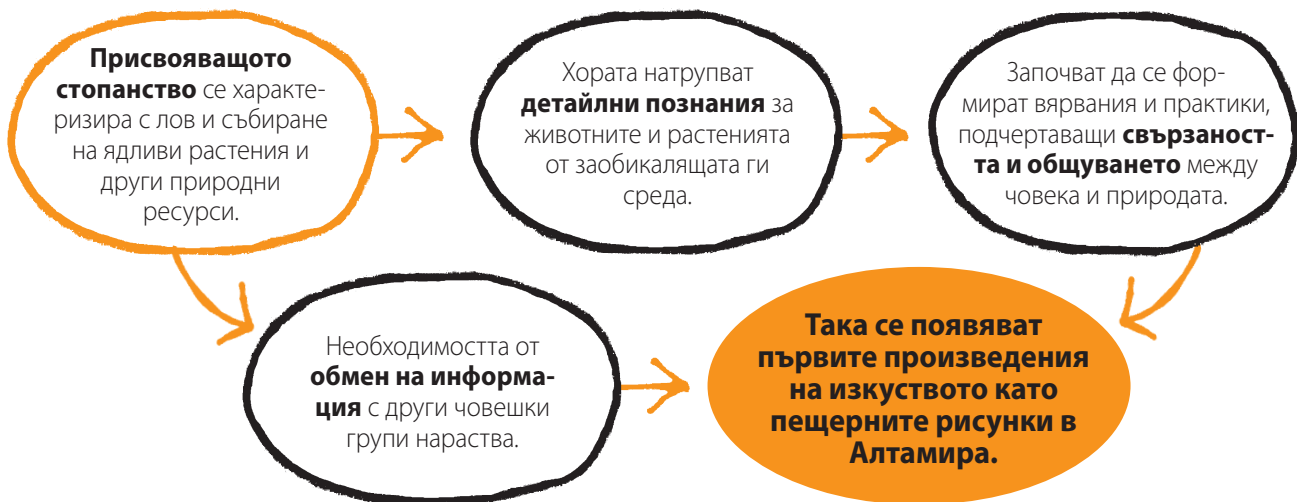 Присвояващото
стопанство се характе-
ризира с лов и събиране
на ядливи растения и
други природни
ресурси.
Хората натрупват
детайлни познания за
животните и растенията
от заобикалящата ги
среда.
Започват да се фор-
мират вярвания и практики,
подчертаващи свързаност-
та и общуването между
човека и природата.
Необходимостта от
обмен на информа-
ция с други човешки
групи нараства.
Така се появяват
първите произведения
на изкуството като
пещерните рисунки в
Алтамира.